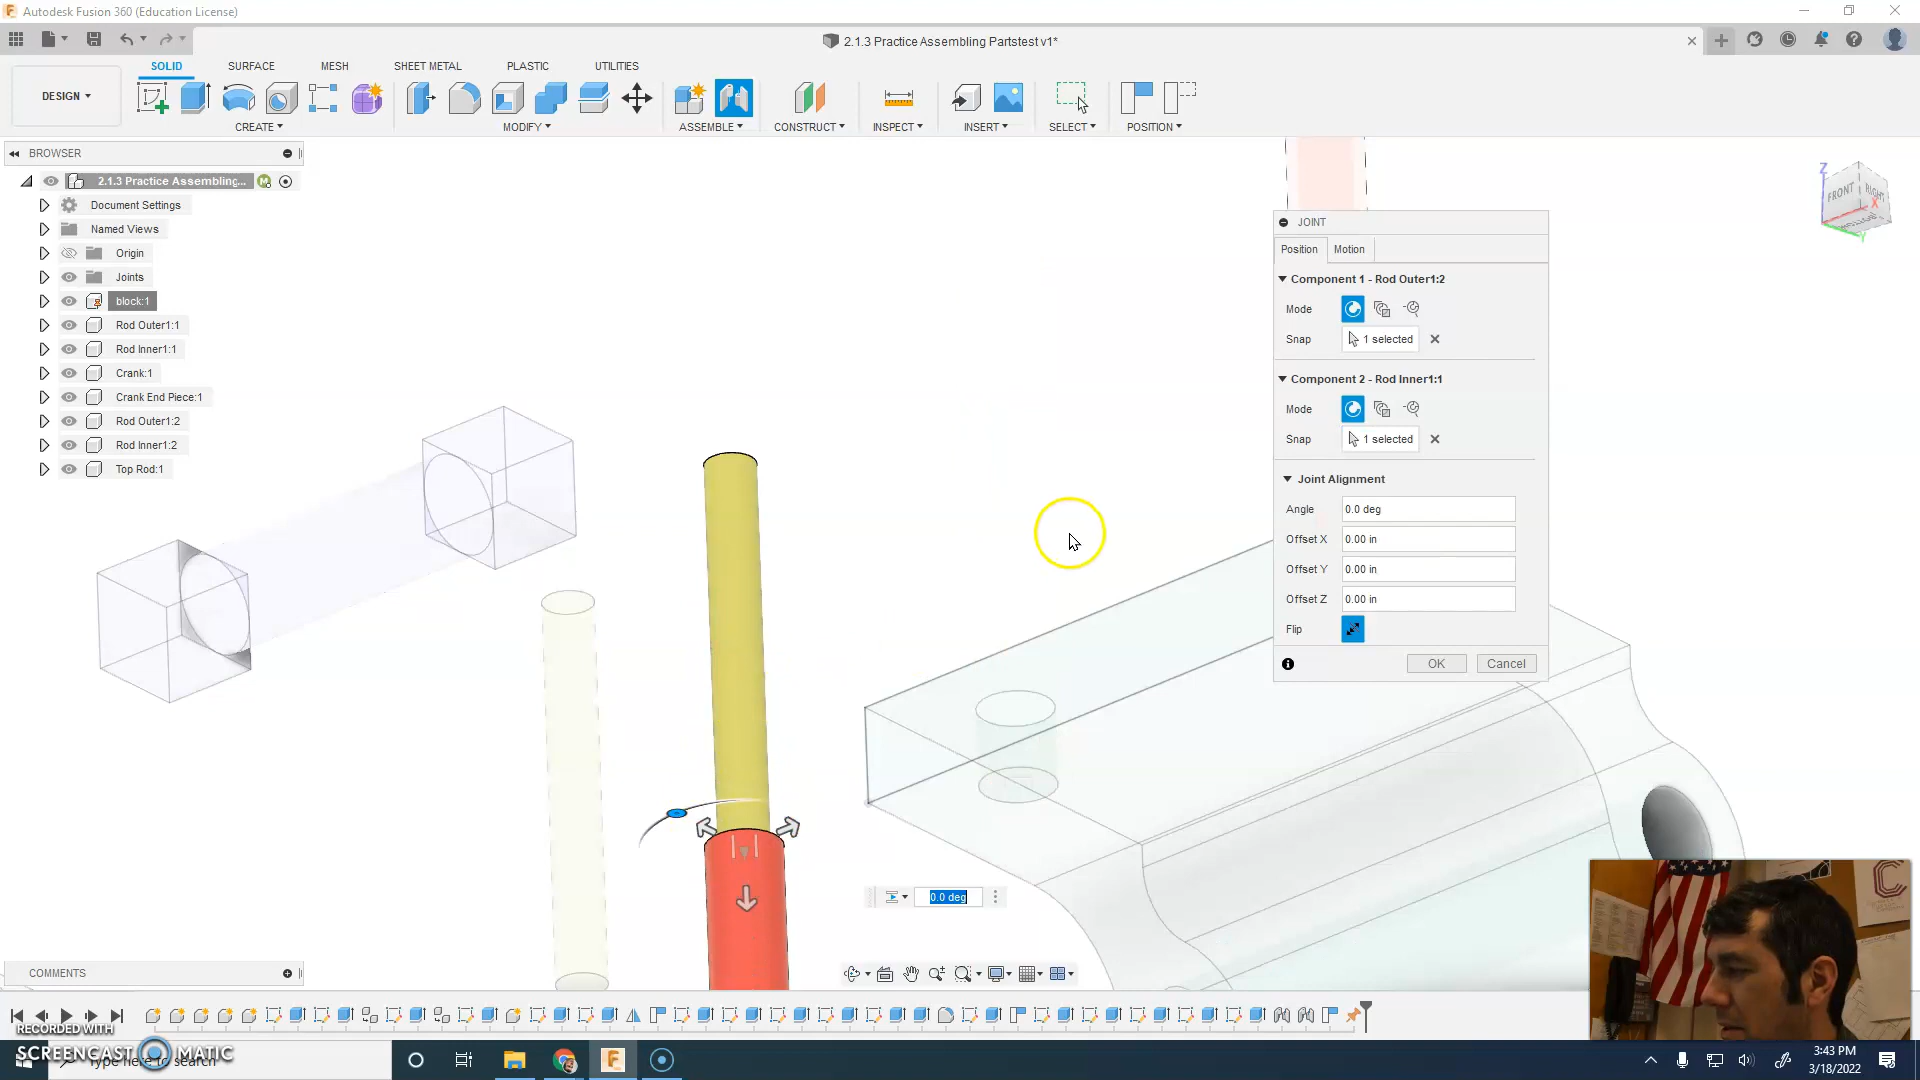 Autodesk Fusion 360 (Education License)
2.1.3 Practice Assembling Partstest v1*
DESIGN
SOLID SURFACE MESH SHEET METAL PLASTIC UTILITIES
CREATE MODIFY ASSEMBLE CONSTRUCT INSPECT INSERT SELECT POSITION
BROWSER
2.1.3 Practice Assembling...
Document Settings
Named Views
Origin
Joints
block:1
Rod Outer1:1
Rod Inner1:1
Crank:1
Crank End Piece:1
Rod Outer1:2
Rod Inner1:2
Top Rod:1
Z
FRONT RIGHT
BOTTOM
X
Y
JOINT
Position Motion
Component 1 - Rod Outer1:2
Mode
Snap 1 selected
Component 2 - Rod Inner1:1
Mode
Snap 1 selected
Joint Alignment
Angle 0.0 deg
Offset X 0.00 in
Offset Y 0.00 in
Offset Z 0.00 in
Flip
OK Cancel
0.0 deg
COMMENTS
RECORDED WITH
SCREENCAST MATIC
Type here to search
3:43 PM
3/18/2022